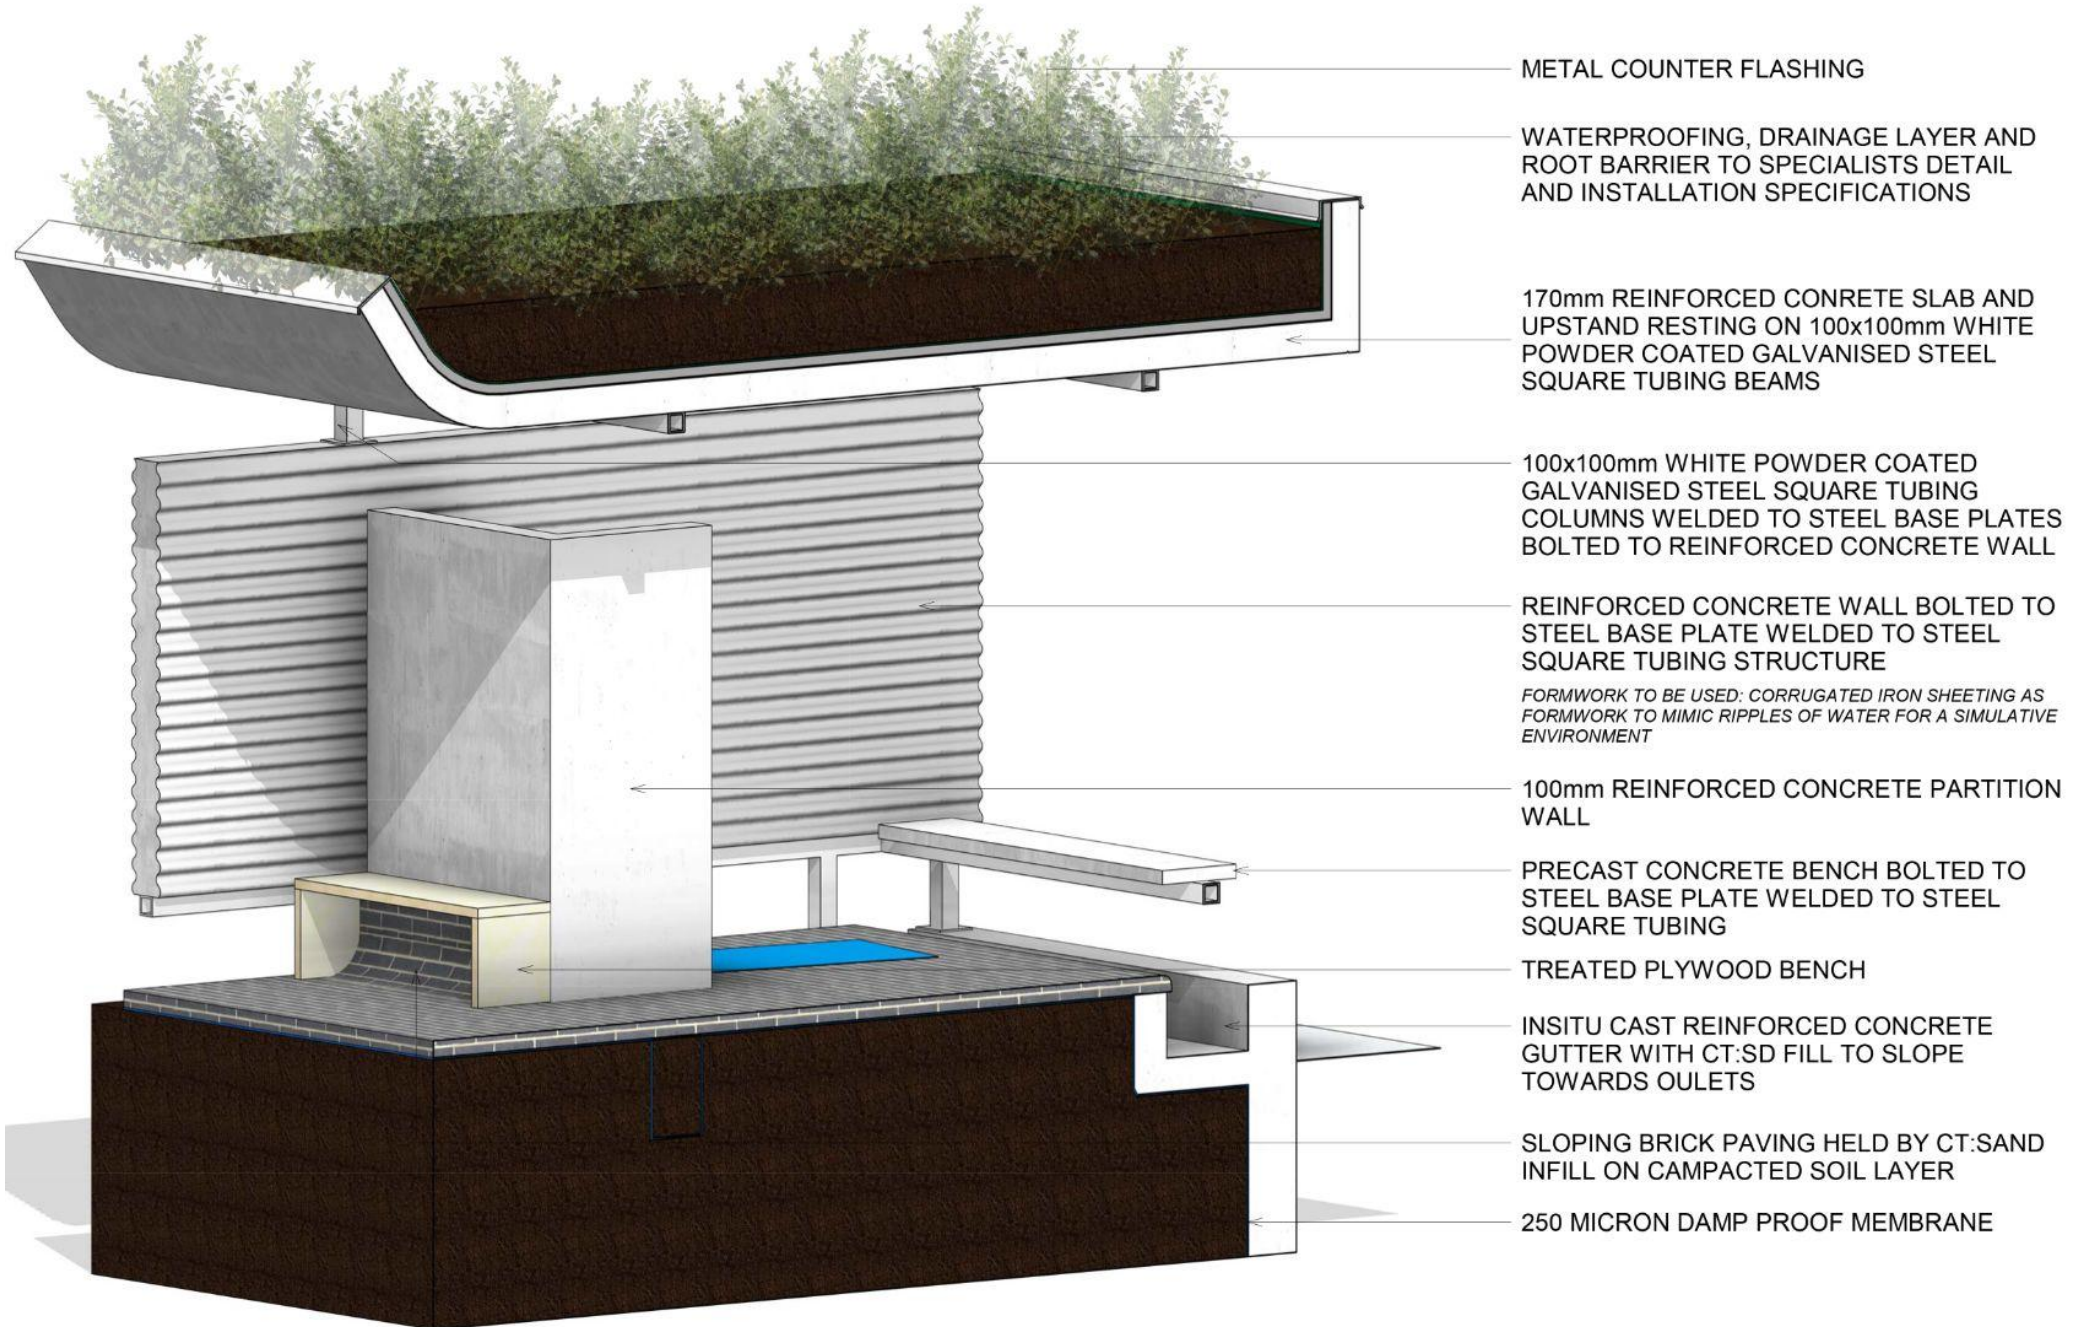 METAL COUNTER FLASHING
WATERPROOFING, DRAINAGE LAYER AND
ROOT BARRIER TO SPECIALISTS DETAIL
AND INSTALLATION SPECIFICATIONS
170mm REINFORCED CONRETE SLAB AND
UPSTAND RESTING ON 100x100mm WHITE
POWDER COATED GALVANISED STEEL
SQUARE TUBING BEAMS
100x100mm WHITE POWDER COATED
GALVANISED STEEL SQUARE TUBING
COLUMNS WELDED TO STEEL BASE PLATES
BOLTED TO REINFORCED CONCRETE WALL
REINFORCED CONCRETE WALL BOLTED TO
STEEL BASE PLATE WELDED TO STEEL
SQUARE TUBING STRUCTURE
FORMWORK TO BE USED: CORRUGATED IRON SHEETING AS
FORMWORK TO MIMIC RIPPLES OF WATER FOR A SIMULATIVE
ENVIRONMENT
100mm REINFORCED CONCRETE PARTITION
WALL
PRECAST CONCRETE BENCH BOLTED TO
STEEL BASE PLATE WELDED TO STEEL
SQUARE TUBING
TREATED PLYWOOD BENCH
INSITU CAST REINFORCED CONCRETE
GUTTER WITH CT:SD FILL TO SLOPE
TOWARDS OULETS
SLOPING BRICK PAVING HELD BY CT:SAND
INFILL ON CAMPACTED SOIL LAYER
250 MICRON DAMP PROOF MEMBRANE